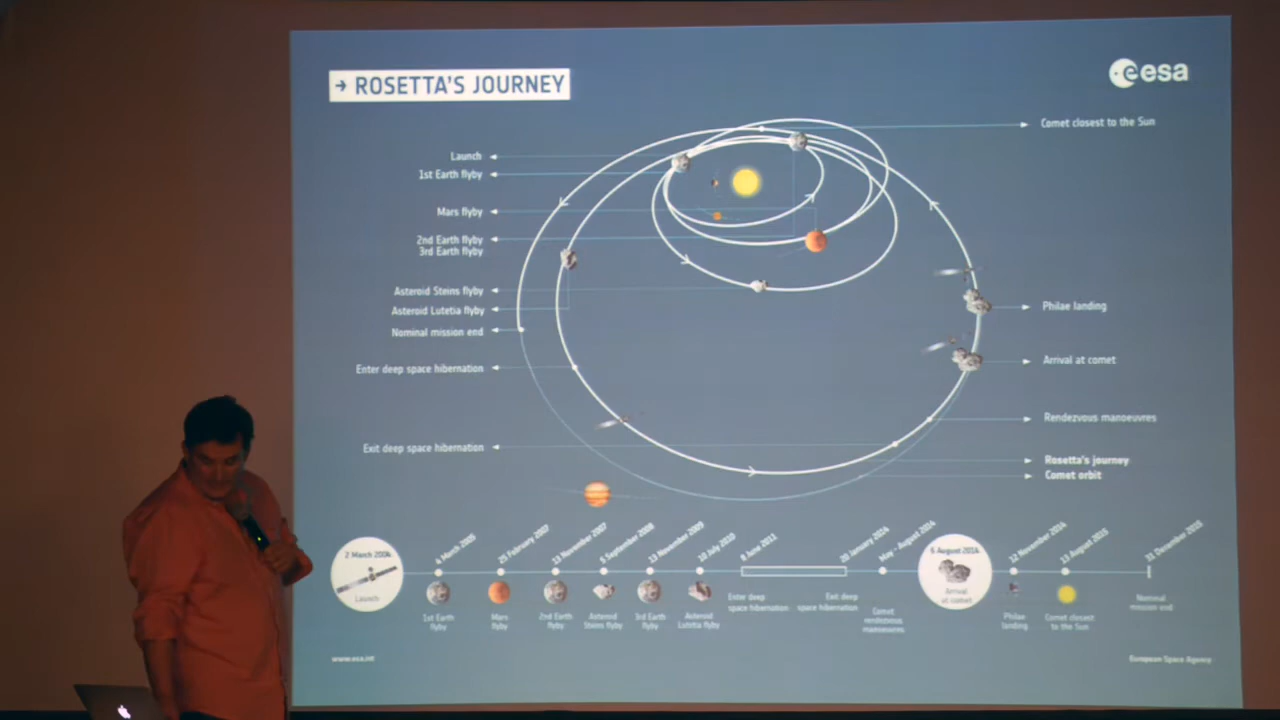 → ROSETTA'S JOURNEY
esa
Comet closest to the Sun
Launch
1st Earth flyby
Mars flyby
2nd Earth flyby
3rd Earth flyby
Asteroid Steins flyby
Asteroid Lutetia flyby
Nominal mission end
Enter deep space hibernation
Exit deep space hibernation
Philae landing
Arrival at comet
Rendezvous manoeuvres
Rosetta's journey
Comet orbit
2 March 2004
Launch
4 March 2005
1st Earth
flyby
25 February 2007
Mars
flyby
13 November 2007
2nd Earth
flyby
5 September 2008
Asteroid
Steins flyby
13 November 2009
3rd Earth
flyby
10 July 2010
Asteroid
Lutetia flyby
8 June 2011
Enter deep
space hibernation
20 January 2014
Exit deep
space hibernation
May - August 2014
Comet
rendezvous
manoeuvres
6 August 2014
Arrival
at comet
12 November 2014
Philae
landing
13 August 2015
Comet closest
to the Sun
31 December 2015
Nominal
mission end
www.esa.int
European Space Agency